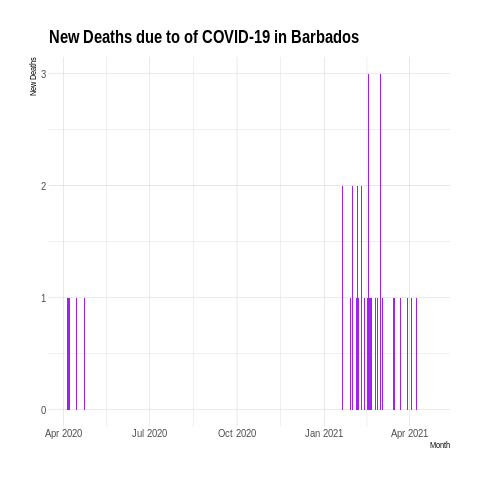 New Deaths due to of COVID-19 in Barbados
New Deaths
3
2
1
0
Apr 2020
Jul 2020
Oct 2020
Jan 2021
Apr 2021
Month